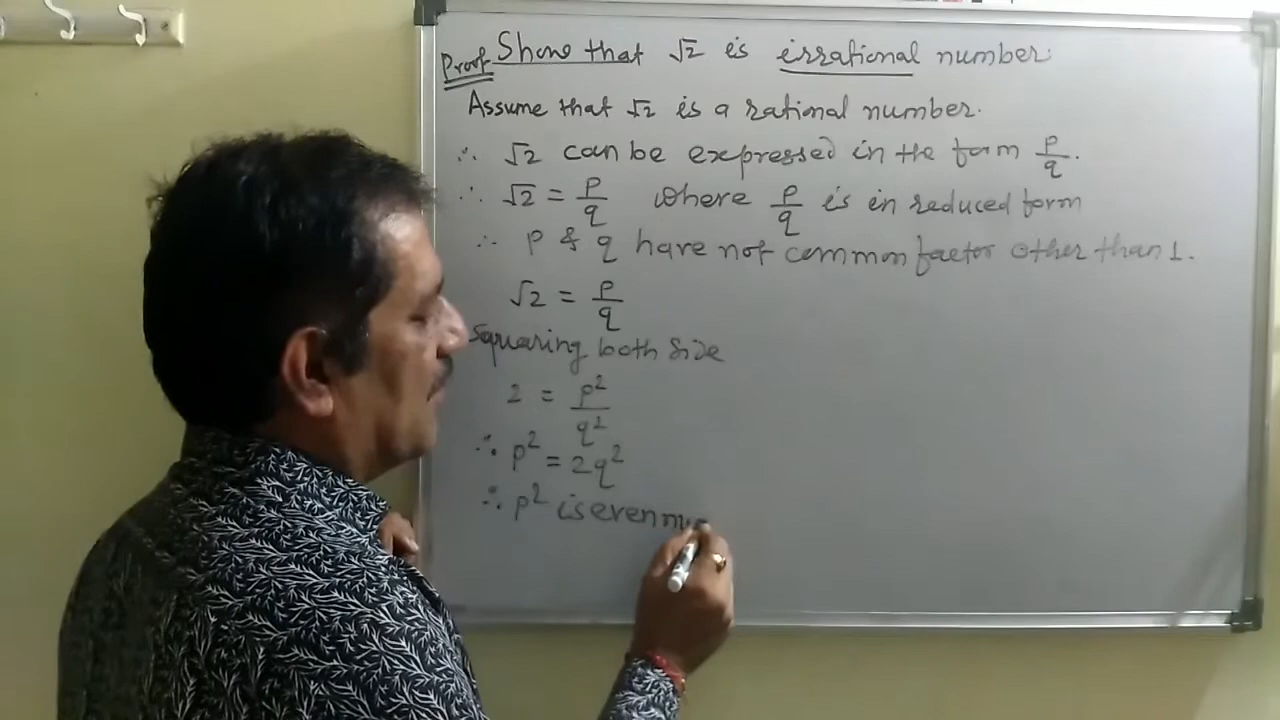 Proof Show that √2 is irrational number.
Assume that √2 is a rational number.
∴ √2 can be expressed in the form p/q.
∴ √2 = p/q where p/q is in reduced form
∴ p & q have not common factor other than 1.
√2 = p/q
Squaring both Size
2 = p²/q²
∴ p² = 2q²
∴ p² is even